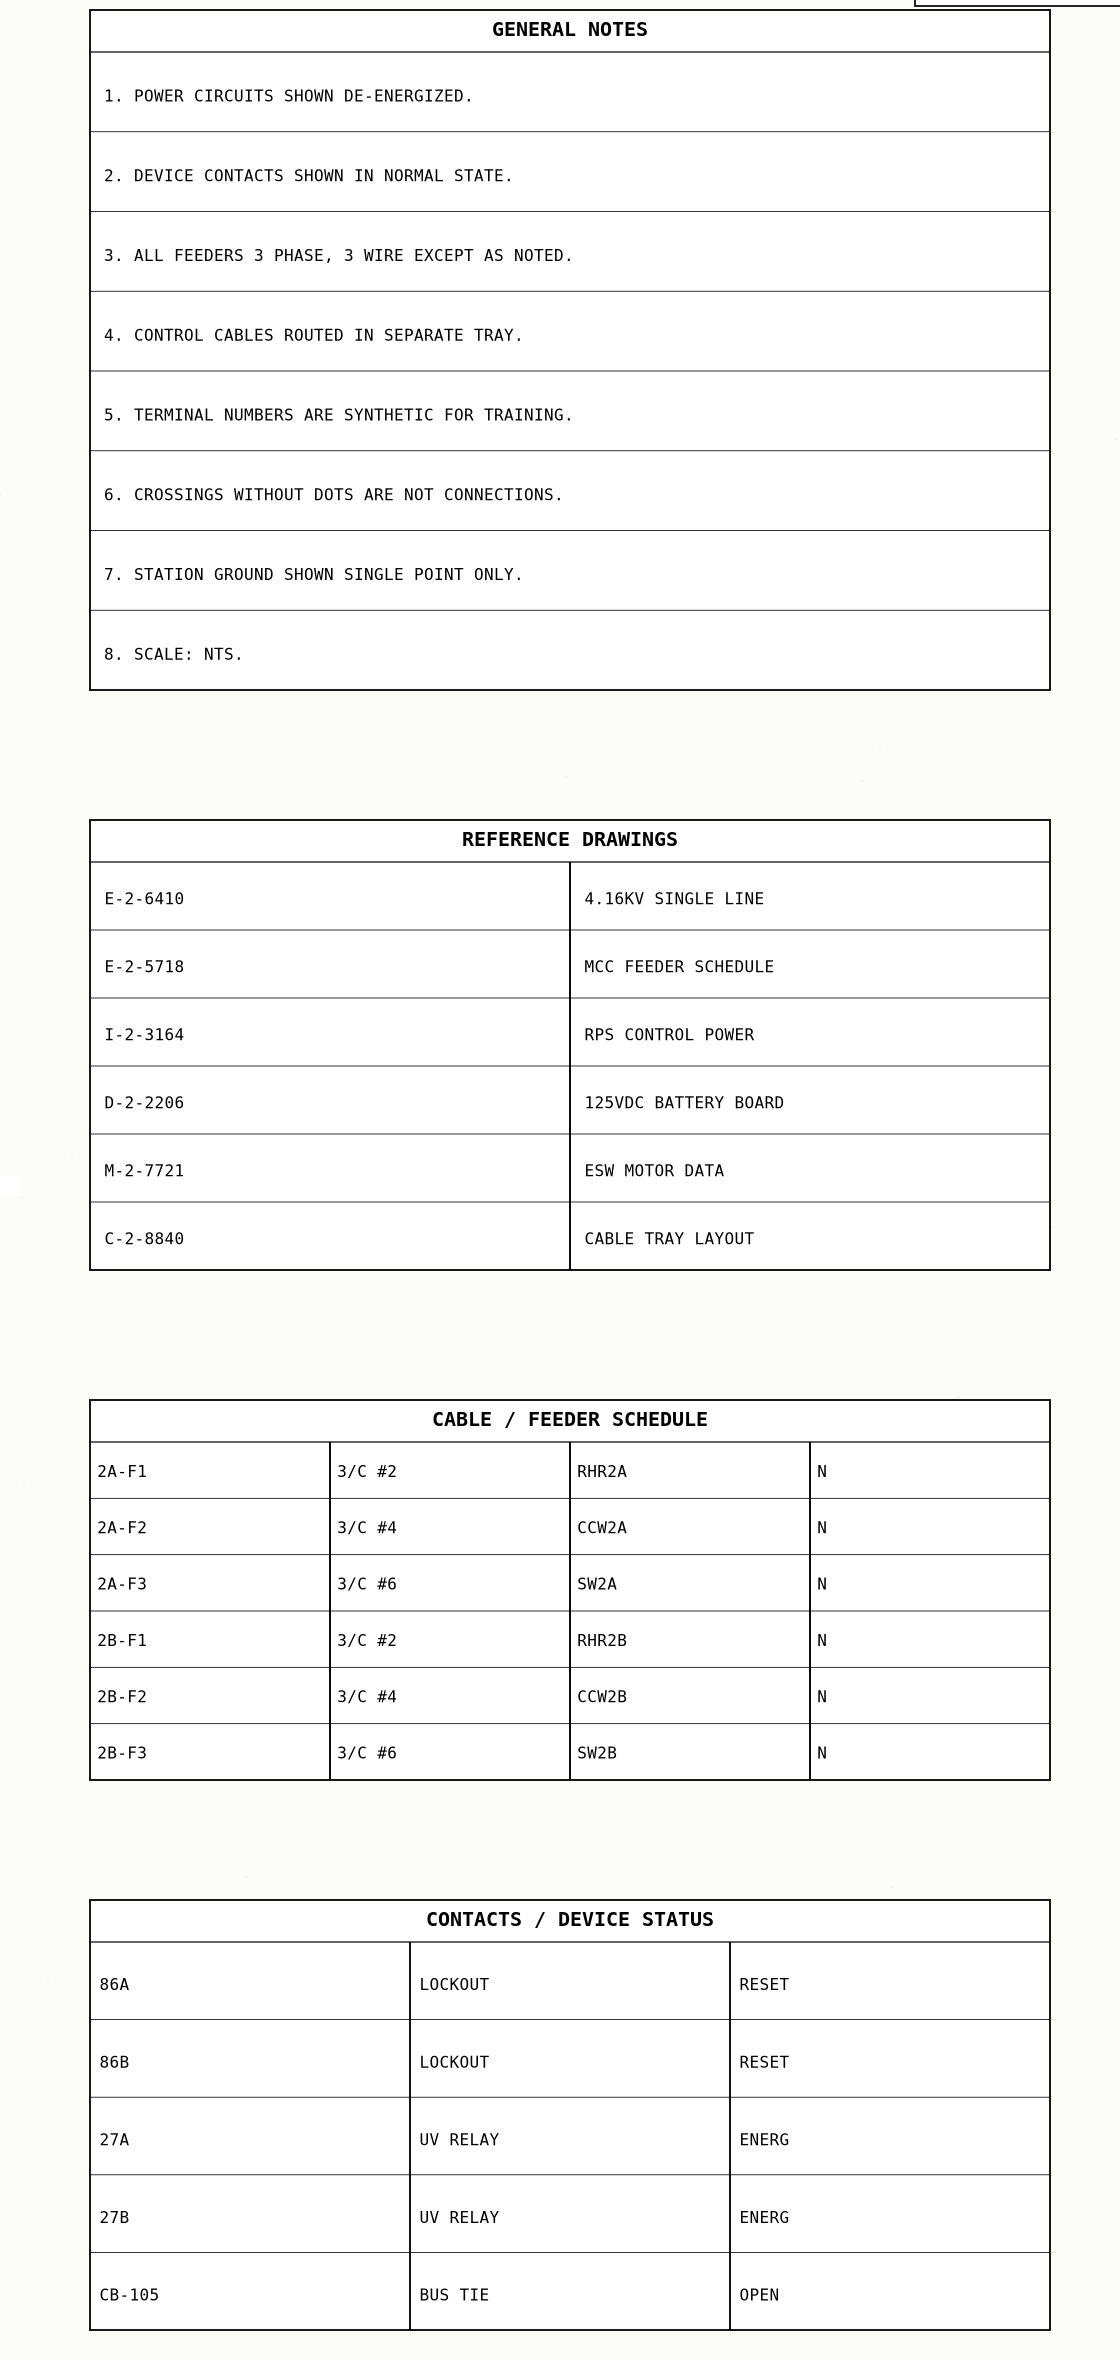 GENERAL NOTES
1. POWER CIRCUITS SHOWN DE-ENERGIZED.
2. DEVICE CONTACTS SHOWN IN NORMAL STATE.
3. ALL FEEDERS 3 PHASE, 3 WIRE EXCEPT AS NOTED.
4. CONTROL CABLES ROUTED IN SEPARATE TRAY.
5. TERMINAL NUMBERS ARE SYNTHETIC FOR TRAINING.
6. CROSSINGS WITHOUT DOTS ARE NOT CONNECTIONS.
7. STATION GROUND SHOWN SINGLE POINT ONLY.
8. SCALE: NTS.
REFERENCE DRAWINGS
E-2-6410 4.16KV SINGLE LINE
E-2-5718 MCC FEEDER SCHEDULE
I-2-3164 RPS CONTROL POWER
D-2-2206 125VDC BATTERY BOARD
M-2-7721 ESW MOTOR DATA
C-2-8840 CABLE TRAY LAYOUT
CABLE / FEEDER SCHEDULE
2A-F1 3/C #2 RHR2A N
2A-F2 3/C #4 CCW2A N
2A-F3 3/C #6 SW2A N
2B-F1 3/C #2 RHR2B N
2B-F2 3/C #4 CCW2B N
2B-F3 3/C #6 SW2B N
CONTACTS / DEVICE STATUS
86A LOCKOUT RESET
86B LOCKOUT RESET
27A UV RELAY ENERG
27B UV RELAY ENERG
CB-105 BUS TIE OPEN